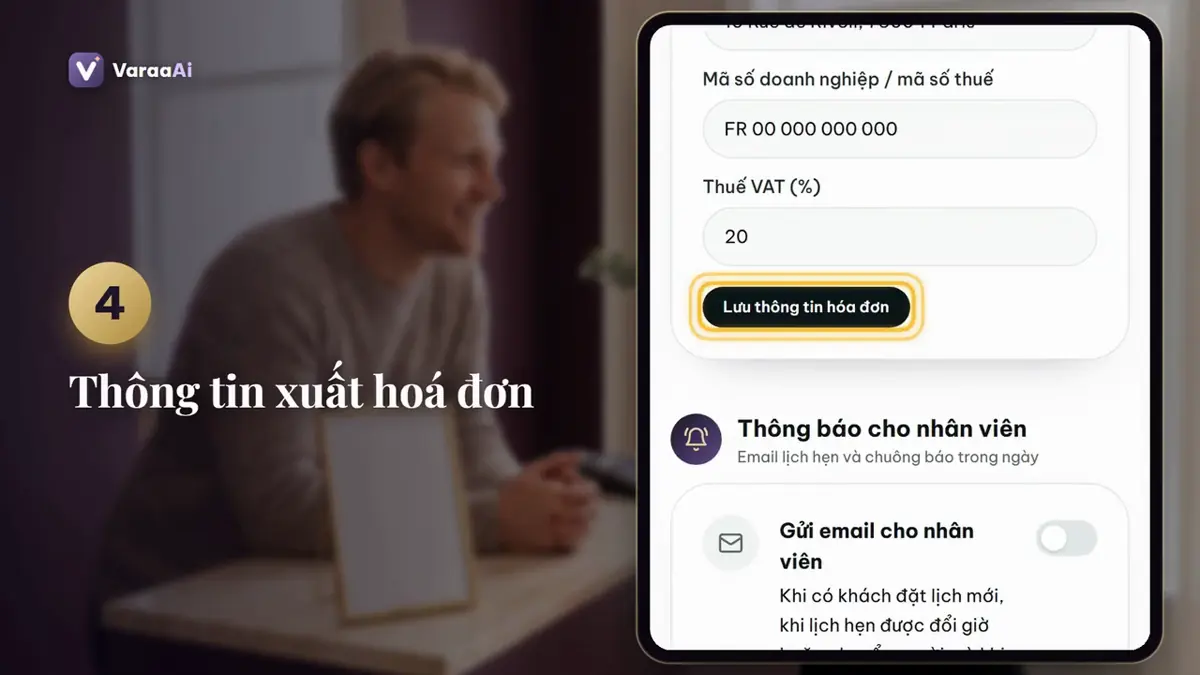 VaraaAi
4
Thông tin xuất hoá đơn
Mã số doanh nghiệp / mã số thuế
FR 00 000 000 000
Thuế VAT (%)
20
Lưu thông tin hóa đơn
Thông báo cho nhân viên
Email lịch hẹn và chuông báo trong ngày
Gửi email cho nhân
viên
Khi có khách đặt lịch mới,
khi lịch hẹn được đổi giờ